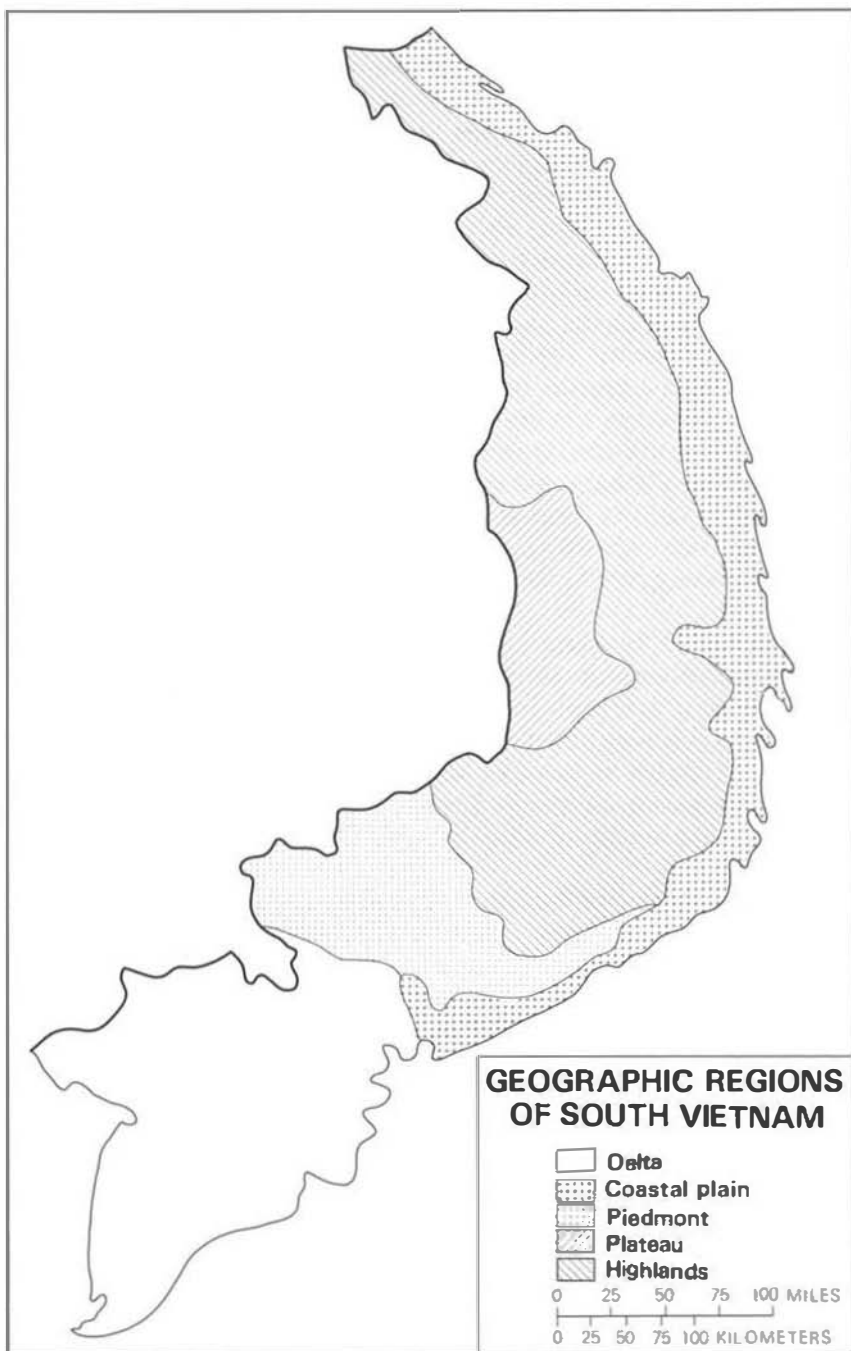 GEOGRAPHIC REGIONS
OF SOUTH VIETNAM
Delta
Coastal plain
Piedmont
Plateau
Highlands
0 25 50 75 100 MILES
0 25 50 75 100 KILOMETERS